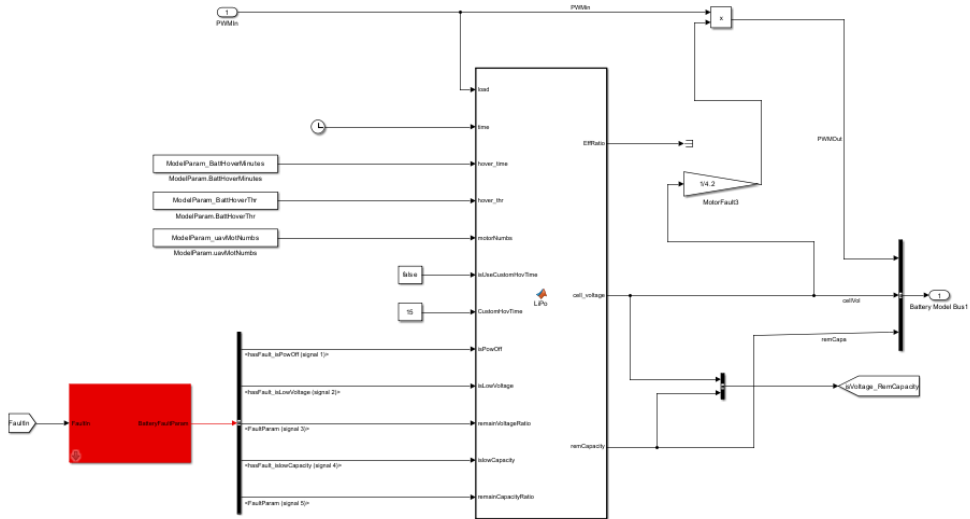 1
PWMIn
PWMIn
x
load
time
EffRatio
PWMOut
ModelParam_BattHoverMinutes
ModelParam.BattHoverMinutes
hover_time
1/4.2
MotorFault3
ModelParam_BattHoverThr
ModelParam.BattHoverThr
hover_thr
ModelParam_uavMotNumbs
ModelParam.uavMotNumbs
motorNumbs
false
isUseCustomHovTime
LiPo
cell_voltage
cellVol
1
Battery Model Bus1
15
CustomHovTime
remCapa
<hasFault_isPowOff (signal 1)>
isPowOff
<hasFault_isLowVoltage (signal 2)>
isLowVoltage
isVoltage_RemCapacity
FaultIn
FaultIn
BatteryFaultParam
<FaultParam (signal 3)>
remainVoltageRatio
remCapacity
<hasFault_islowCapacity (signal 4)>
islowCapacity
<FaultParam (signal 5)>
remainCapacityRatio